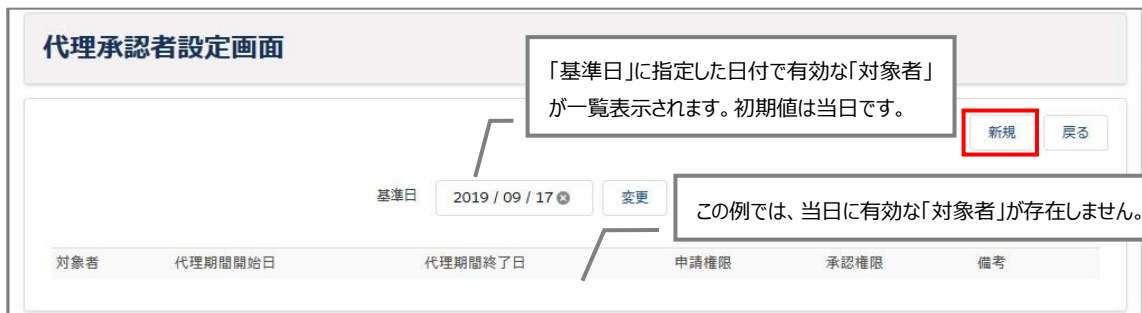 代理承認者設定画面
「基準日」に指定した日付で有効な「対象者」
が一覧表示されます。初期値は当日です。
新規 戻る
基準日 2019 / 09 / 17 変更
この例では、当日に有効な「対象者」が存在しません。
対象者 代理期間開始日 代理期間終了日 申請権限 承認権限 備考